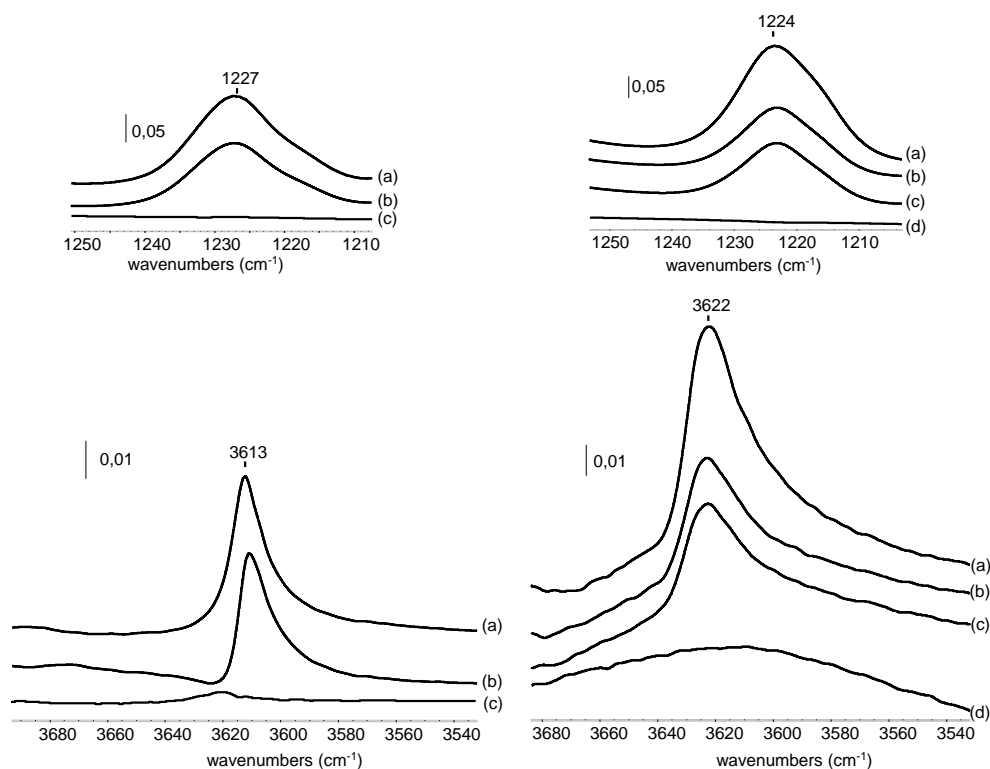 1227
0,05
(a)
(b)
(c)
1250 1240 1230 1220 1210
wavenumbers (cm-1)
1224
0,05
(a)
(b)
(c)
(d)
1250 1240 1230 1220 1210
wavenumbers (cm-1)
3613
0,01
(a)
(b)
(c)
3680 3660 3640 3620 3600 3580 3560 3540
wavenumbers (cm-1)
3622
0,01
(a)
(b)
(c)
(d)
3680 3660 3640 3620 3600 3580 3560 3540
wavenumbers (cm-1)